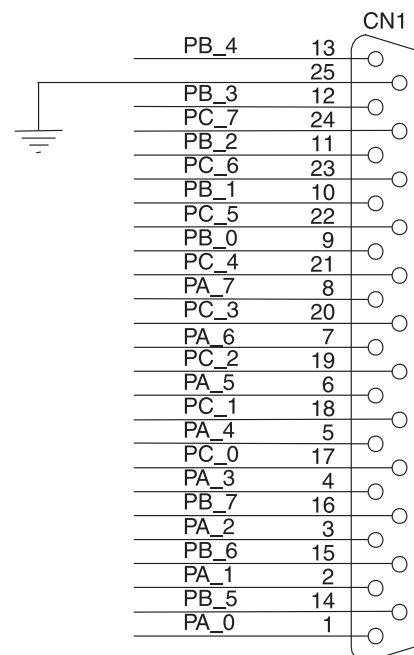 CN1
PB_4 13
25
PB_3 12
PC_7 24
PB_2 11
PC_6 23
PB_1 10
PC_5 22
PB_0 9
PC_4 21
PA_7 8
PC_3 20
PA_6 7
PC_2 19
PA_5 6
PC_1 18
PA_4 5
PC_0 17
PA_3 4
PB_7 16
PA_2 3
PB_6 15
PA_1 2
PB_5 14
PA_0 1